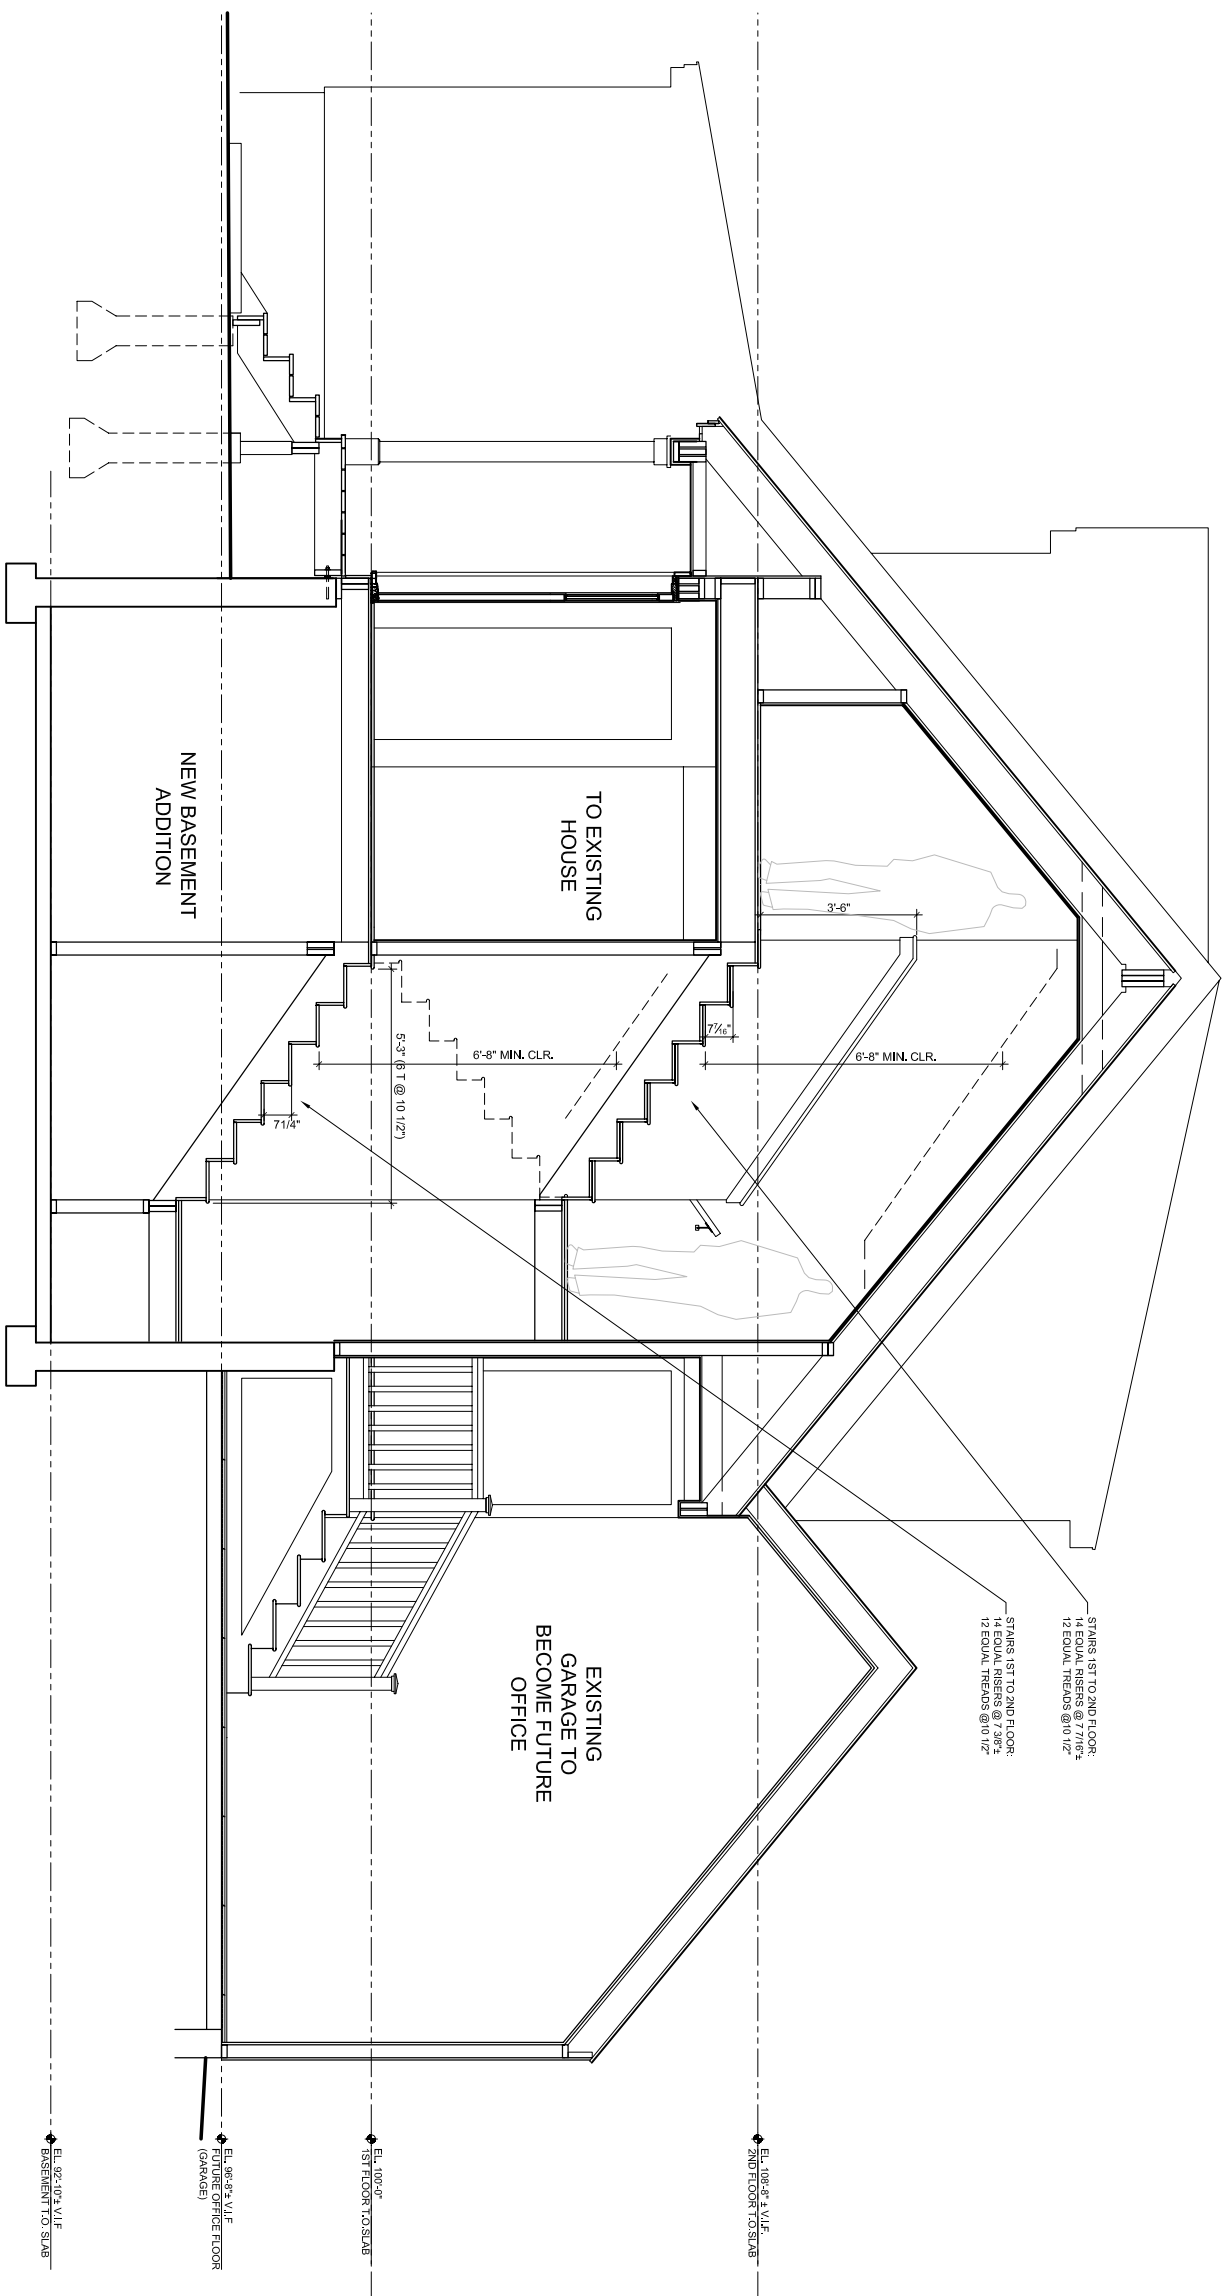 STAIRS 1ST TO 2ND FLOOR:
14 EQUAL RISERS @ 7 7/16"±
12 EQUAL TREADS @10 1/2"
STAIRS 1ST TO 2ND FLOOR:
14 EQUAL RISERS @ 7 3/8"±
12 EQUAL TREADS @10 1/2"
3'-6"
6'-8" MIN. CLR.
7 7/16"
EL. 108'-8" ± V.I.F.
2ND FLOOR T.O.SLAB
TO EXISTING
HOUSE
6'-8" MIN. CLR.
EXISTING
GARAGE TO
BECOME FUTURE
OFFICE
5'-3" (6 T @ 10 1/2")
EL. 100'-0"
1ST FLOOR T.O.SLAB
71/4"
NEW BASEMENT
ADDITION
EL. 96'-8"± V.I.F
FUTURE OFFICE FLOOR
(GARAGE)
EL. 92'-10"± V.I.F
BASEMENT T.O. SLAB